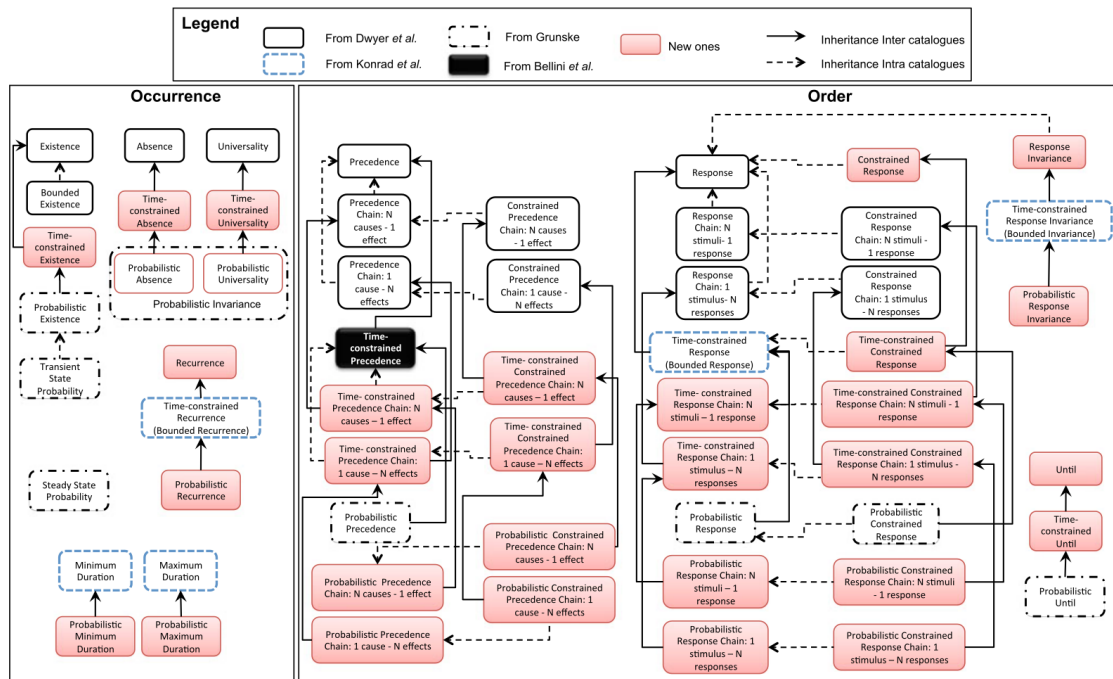 Legend
From Dwyer et al.
From Konrad et al.
From Grunske
From Bellini et al.
New ones
Inheritance Inter catalogues
Inheritance Intra catalogues
Occurrence
Existence
Absence
Universality
Bounded
Existence
Time-
constrained
Absence
Time-
constrained
Universality
Time-
constrained
Existence
Probabilistic
Absence
Probabilistic
Universality
Probabilistic Invariance
Probabilistic
Existence
Transient
State
Probability
Recurrence
Time-constrained
Recurrence
(Bounded Recurrence)
Probabilistic
Recurrence
Steady State
Probability
Minimum
Duration
Maximum
Duration
Probabilistic
Minimum
Duration
Probabilistic
Maximum
Duration
Order
Precedence
Precedence
Chain: N
causes - 1
effect
Constrained
Precedence
Chain: N causes
- 1 effect
Precedence
Chain: 1
cause - N
effects
Constrained
Precedence
Chain: 1 cause -
N effects
Time-
constrained
Precedence
Time- constrained
Precedence Chain: N
causes – 1 effect
Time- Constrained
Precedence Chain: N
causes – 1 effect
Time- constrained
Precedence Chain:
1 cause – N effects
Time- constrained
Constrained
Precedence Chain:
1 cause – N effects
Probabilistic
Precedence
Probabilistic Constrained
Precedence Chain: N
causes - 1 effect
Probabilistic Precedence
Chain: N causes - 1 effect
Probabilistic Constrained
Precedence Chain: 1
cause - N effects
Probabilistic Precedence
Chain: 1 cause - N effects
Response
Constrained
Response
Response
Invariance
Response
Chain: N
stimuli- 1
response
Constrained
Response
Chain: N stimuli -
1 response
Time-constrained
Response Invariance
(Bounded Invariance)
Response
Chain: 1
stimulus- N
responses
Constrained
Response
Chain: 1 stimulus
- N responses
Probabilistic
Response
Invariance
Time-constrained
Response
(Bounded Response)
Time-constrained
Constrained
Response
Time- constrained
Response Chain: N
stimuli – 1 response
Time-constrained Constrained
Response Chain: N stimuli - 1
response
Time- constrained
Response Chain: 1
stimulus – N
responses
Time-constrained Constrained
Response Chain: 1 stimulus -
N responses
Until
Probabilistic
Response
Probabilistic
Constrained
Response
Time-
constrained
Until
Probabilistic
Response Chain: N
stimuli – 1
response
Probabilistic Constrained
Response Chain: N stimuli
- 1 response
Probabilistic
Until
Probabilistic
Response Chain: 1
stimulus – N
responses
Probabilistic Constrained
Response Chain: 1
stimulus – N responses